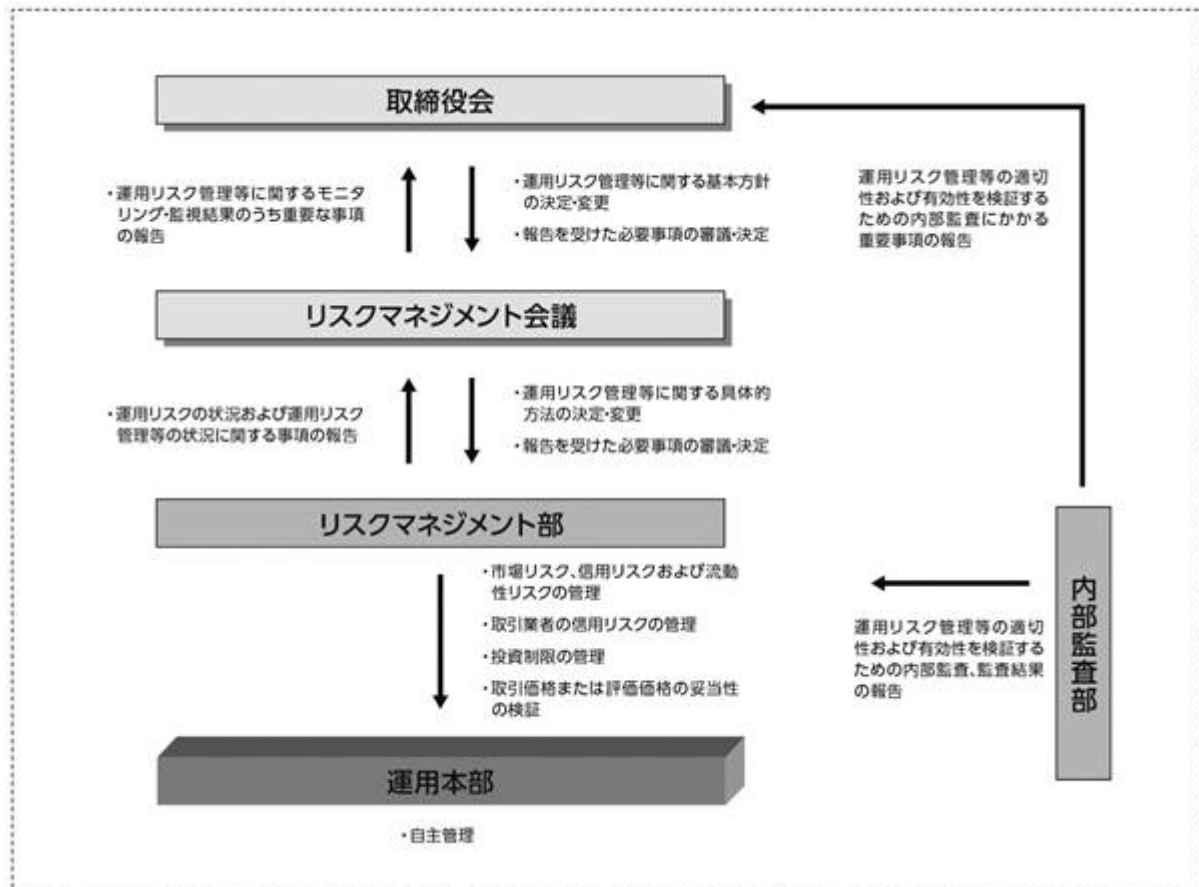 取締役会
・運用リスク管理等に関するモニタ
リング・監視結果のうち重要な事項
の報告
・運用リスク管理等に関する基本方針
の決定・変更
・報告を受けた必要事項の審議・決定
運用リスク管理等の適切
性および有効性を検証す
るための内部監査にかかる
重要事項の報告
リスクマネジメント会議
・運用リスクの状況および運用リスク
管理等の状況に関する事項の報告
・運用リスク管理等に関する具体的
方法の決定・変更
・報告を受けた必要事項の審議・決定
リスクマネジメント部
・市場リスク、信用リスクおよび流動
性リスクの管理
・取引業者の信用リスクの管理
・投資制限の管理
・取引価格または評価価格の妥当性
の検証
運用リスク管理等の適切
性および有効性を検証する
ための内部監査、監査結果
の報告
内部監査部
運用本部
・自主管理